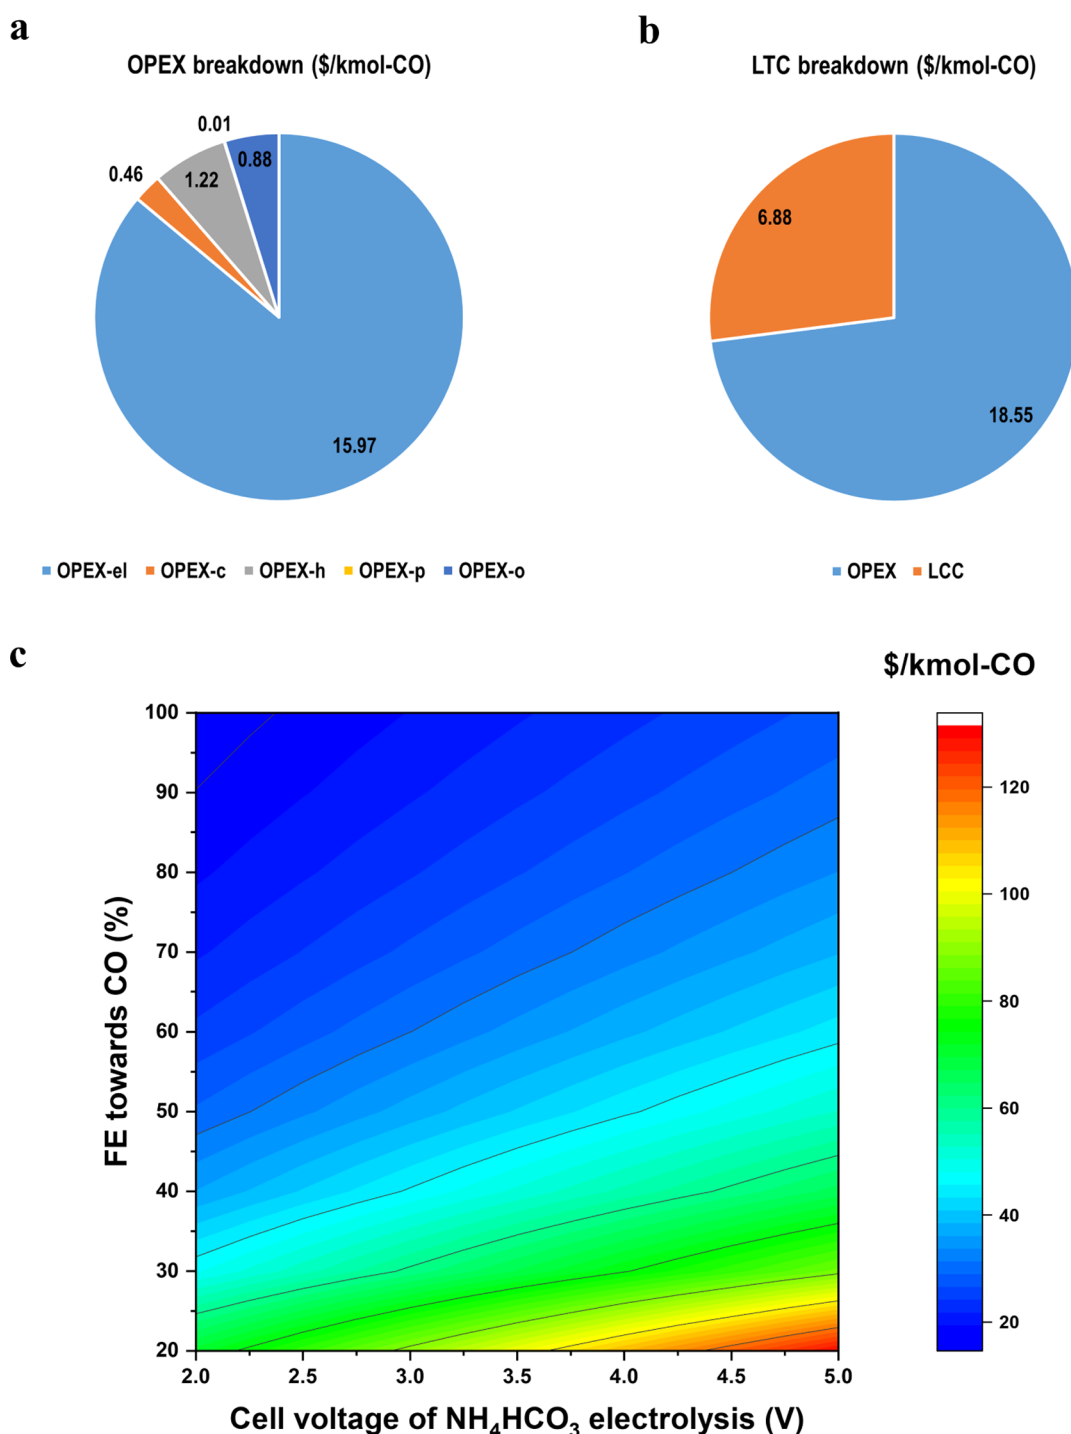 a
b
OPEX breakdown ($/kmol-CO)
LTC breakdown ($/kmol-CO)
0.01
0.88
0.46
1.22
15.97
6.88
18.55
OPEX-el OPEX-c OPEX-h OPEX-p OPEX-o
OPEX LCC
c
$/kmol-CO
100
90
80
70
60
50
40
30
20
FE towards CO (%)
2.0 2.5 3.0 3.5 4.0 4.5 5.0
Cell voltage of NH₄HCO₃ electrolysis (V)
120
100
80
60
40
20